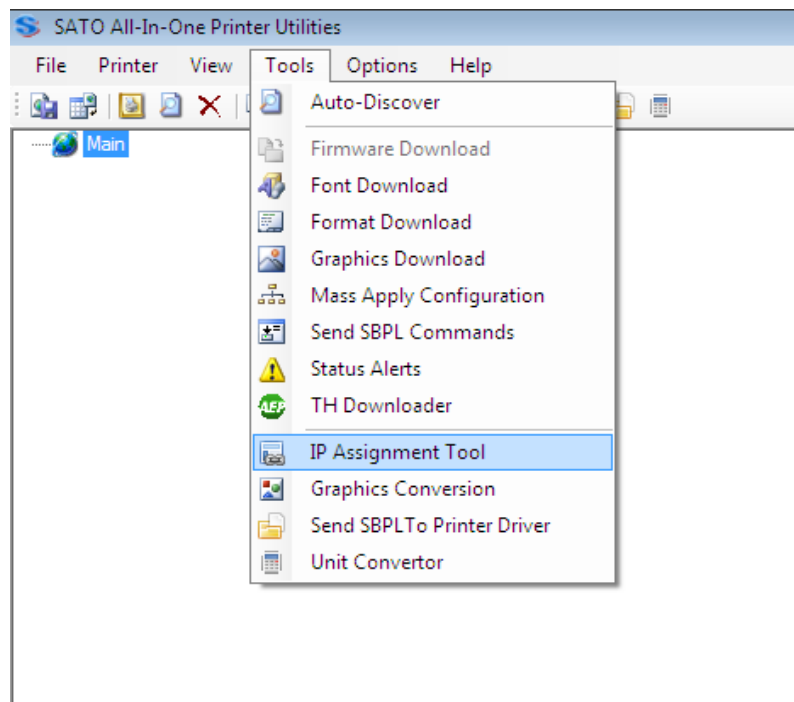 SATO All-In-One Printer Utilities
File Printer View Tools Options Help
Auto-Discover
Main
Firmware Download
Font Download
Format Download
Graphics Download
Mass Apply Configuration
Send SBPL Commands
Status Alerts
AEP TH Downloader
IP Assignment Tool
Graphics Conversion
Send SBPLTo Printer Driver
Unit Convertor